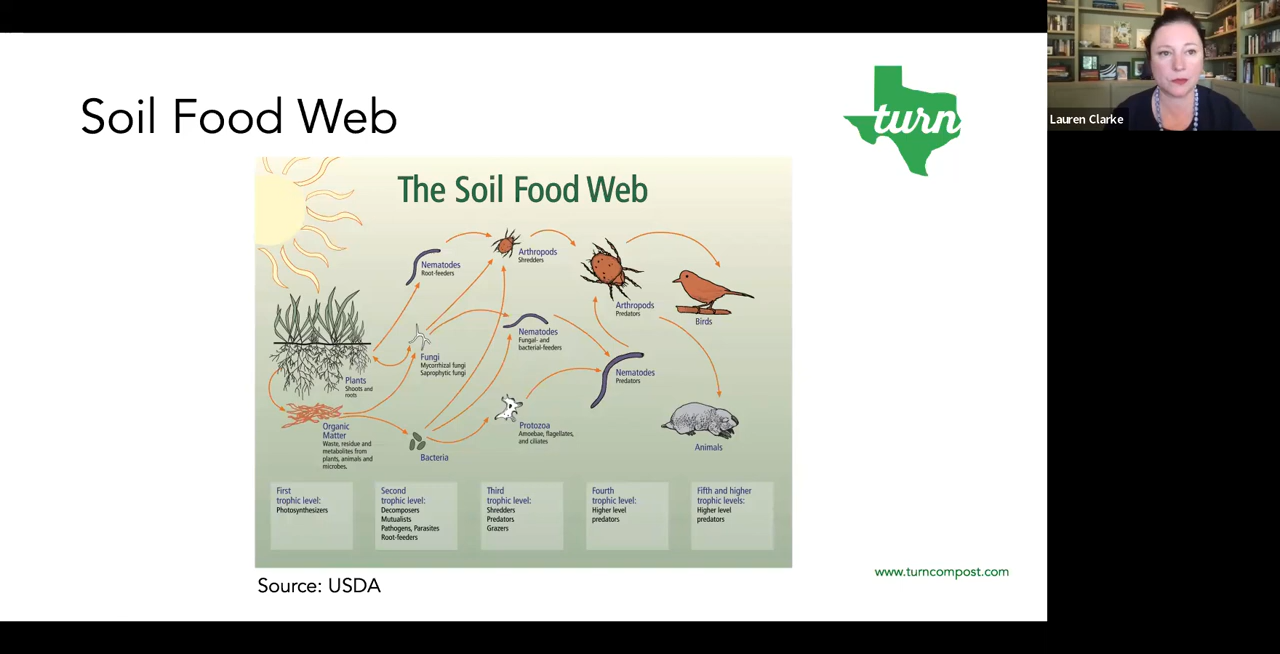 Soil Food Web
turn
Lauren Clarke
The Soil Food Web
Nematodes
Root-feeders
Arthropods
Shredders
Arthropods
Predators
Birds
Nematodes
Fungal- and
bacterial-feeders
Fungi
Mycorrhizal fungi
Saprophytic fungi
Nematodes
Predators
Plants
Shoots and
roots
Organic
Matter
Waste, residue and
metabolites from
plants, animals and
microbes.
Protozoa
Amoebae, flagellates,
and ciliates
Bacteria
Animals
First
trophic level:
Photosynthesizers
Second
trophic level:
Decomposers
Mutualists
Pathogens, Parasites
Root-feeders
Third
trophic level:
Shredders
Predators
Grazers
Fourth
trophic level:
Higher level
predators
Fifth and higher
trophic levels:
Higher level
predators
www.turncompost.com
Source: USDA